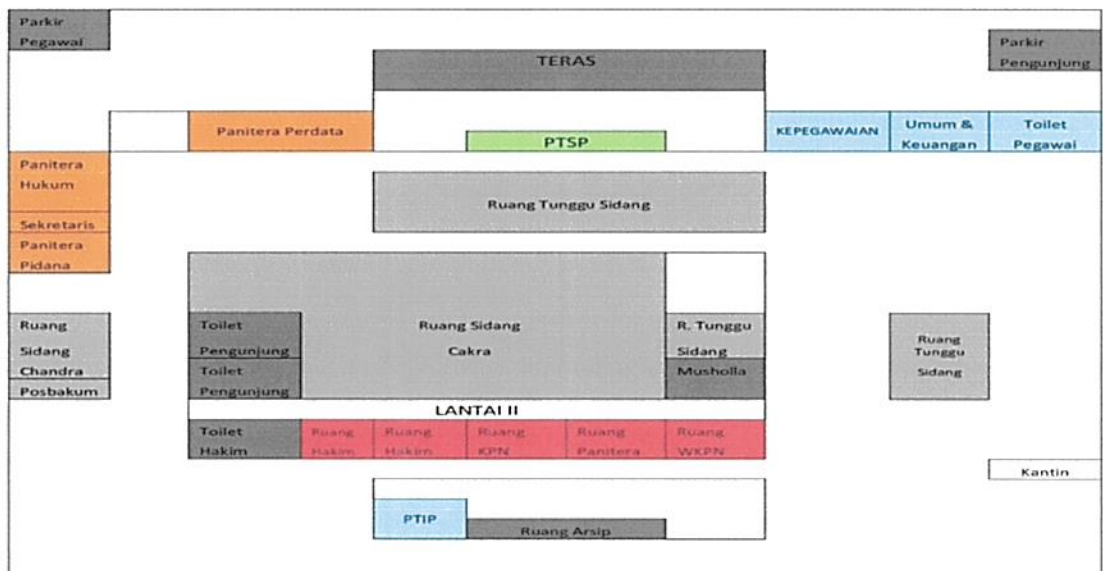 Parkir
Pegawai
Parkir
Pengunjung
TERAS
Panitera Perdata
PTSP
KEPEGAWAIAN
Umum &
Keuangan
Toilet
Pegawai
Panitera
Hukum
Sekretaris
Panitera
Pidana
Ruang Tunggu Sidang
Ruang
Sidang
Chandra
Posbakum
Toilet
Pengunjung
Toilet
Pengunjung
Ruang Sidang
Cakra
R. Tunggu
Sidang
Musholla
Ruang
Tunggu
Sidang
LANTAI II
Toilet
Hakim
Ruang
Hakim
Ruang
Hakim
Ruang
KPN
Ruang
Panitera
Ruang
WKPN
Kantin
PTIP
Ruang Arsip